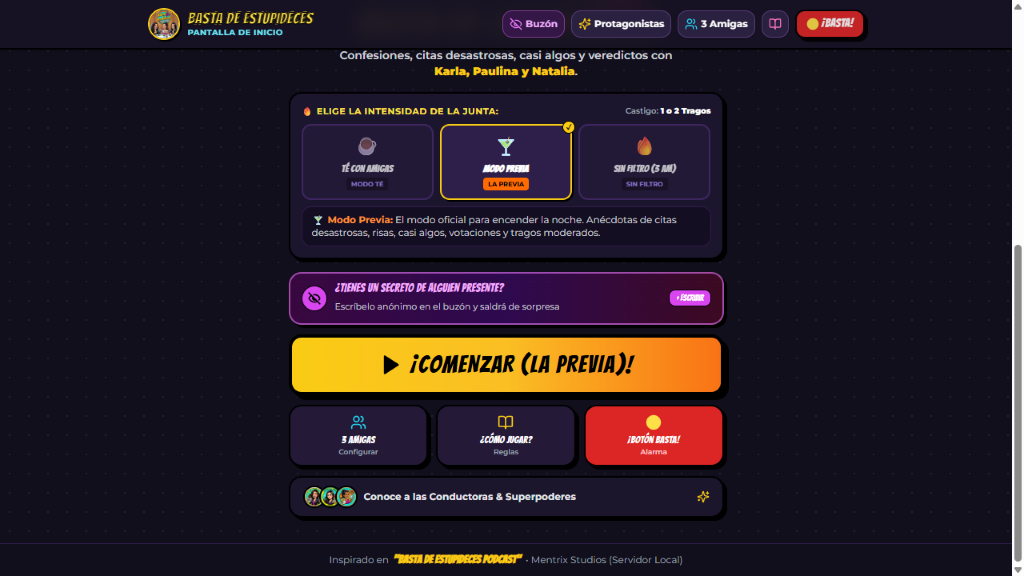 BASTA DE ESTUPIDECES
PANTALLA DE INICIO
Buzón
Protagonistas
3 Amigas
¡BASTA!
Confesiones, citas desastrosas, casi algos y veredictos con
Karla, Paulina y Natalia.
ELIGE LA INTENSIDAD DE LA JUNTA:
Castigo: 1 o 2 Tragos
TÉ CON AMIGAS
MODO TÉ
MODO PREVIA
LA PREVIA
SIN FILTRO (3 AM)
SIN FILTRO
Modo Previa: El modo oficial para encender la noche. Anécdotas de citas
desastrosas, risas, casi algos, votaciones y tragos moderados.
¿TIENES UN SECRETO DE ALGUIEN PRESENTE?
Escríbelo anónimo en el buzón y saldrá de sorpresa
+ ESCRIBIR
¡COMENZAR (LA PREVIA)!
3 AMIGAS
Configurar
¿CÓMO JUGAR?
Reglas
¡BOTÓN BASTA!
Alarma
Conoce a las Conductoras & Superpoderes
Inspirado en "BASTA DE ESTUPIDECES PODCAST" • Mentrix Studios (Servidor Local)